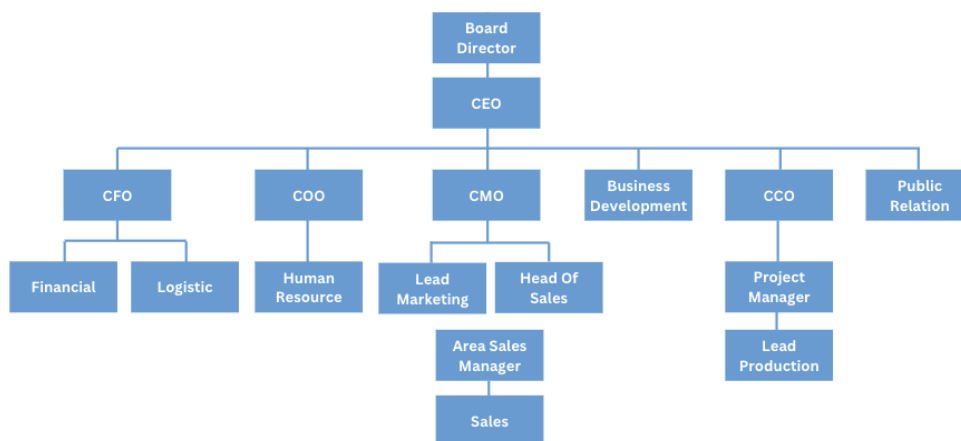 Board
Director
CEO
CFO
COO
CMO
Business
Development
CCO
Public
Relation
Financial
Logistic
Human
Resource
Lead
Marketing
Head Of
Sales
Project
Manager
Area Sales
Manager
Lead
Production
Sales